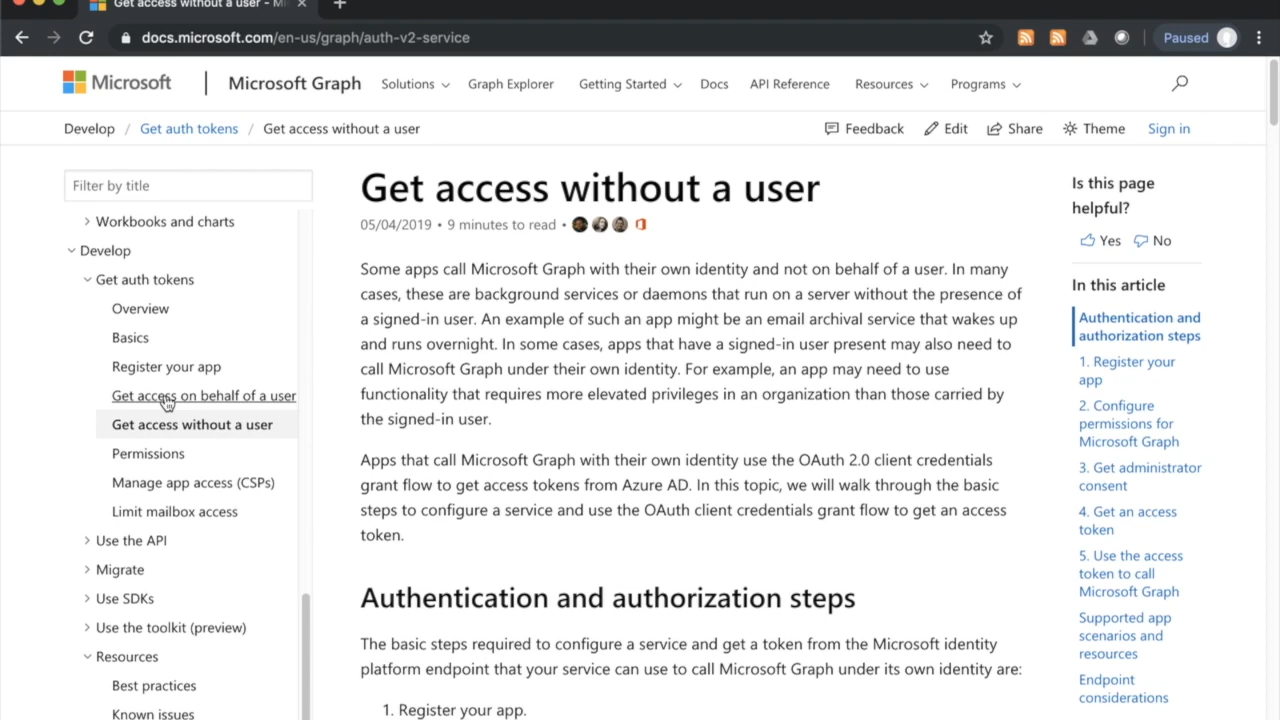 Get access without a user - Mi
docs.microsoft.com/en-us/graph/auth-v2-service
Paused
Microsoft
Microsoft Graph
Solutions
Graph Explorer
Getting Started
Docs
API Reference
Resources
Programs
Develop / Get auth tokens / Get access without a user
Feedback
Edit
Share
Theme
Sign in
Filter by title
Workbooks and charts
Develop
Get auth tokens
Overview
Basics
Register your app
Get access on behalf of a user
Get access without a user
Permissions
Manage app access (CSPs)
Limit mailbox access
Use the API
Migrate
Use SDKs
Use the toolkit (preview)
Resources
Best practices
Known issues
Get access without a user
05/04/2019 • 9 minutes to read •
Some apps call Microsoft Graph with their own identity and not on behalf of a user. In many
cases, these are background services or daemons that run on a server without the presence of
a signed-in user. An example of such an app might be an email archival service that wakes up
and runs overnight. In some cases, apps that have a signed-in user present may also need to
call Microsoft Graph under their own identity. For example, an app may need to use
functionality that requires more elevated privileges in an organization than those carried by
the signed-in user.
Apps that call Microsoft Graph with their own identity use the OAuth 2.0 client credentials
grant flow to get access tokens from Azure AD. In this topic, we will walk through the basic
steps to configure a service and use the OAuth client credentials grant flow to get an access
token.
Authentication and authorization steps
The basic steps required to configure a service and get a token from the Microsoft identity
platform endpoint that your service can use to call Microsoft Graph under its own identity are:
1. Register your app.
Is this page
helpful?
Yes
No
In this article
Authentication and
authorization steps
1. Register your
app
2. Configure
permissions for
Microsoft Graph
3. Get administrator
consent
4. Get an access
token
5. Use the access
token to call
Microsoft Graph
Supported app
scenarios and
resources
Endpoint
considerations